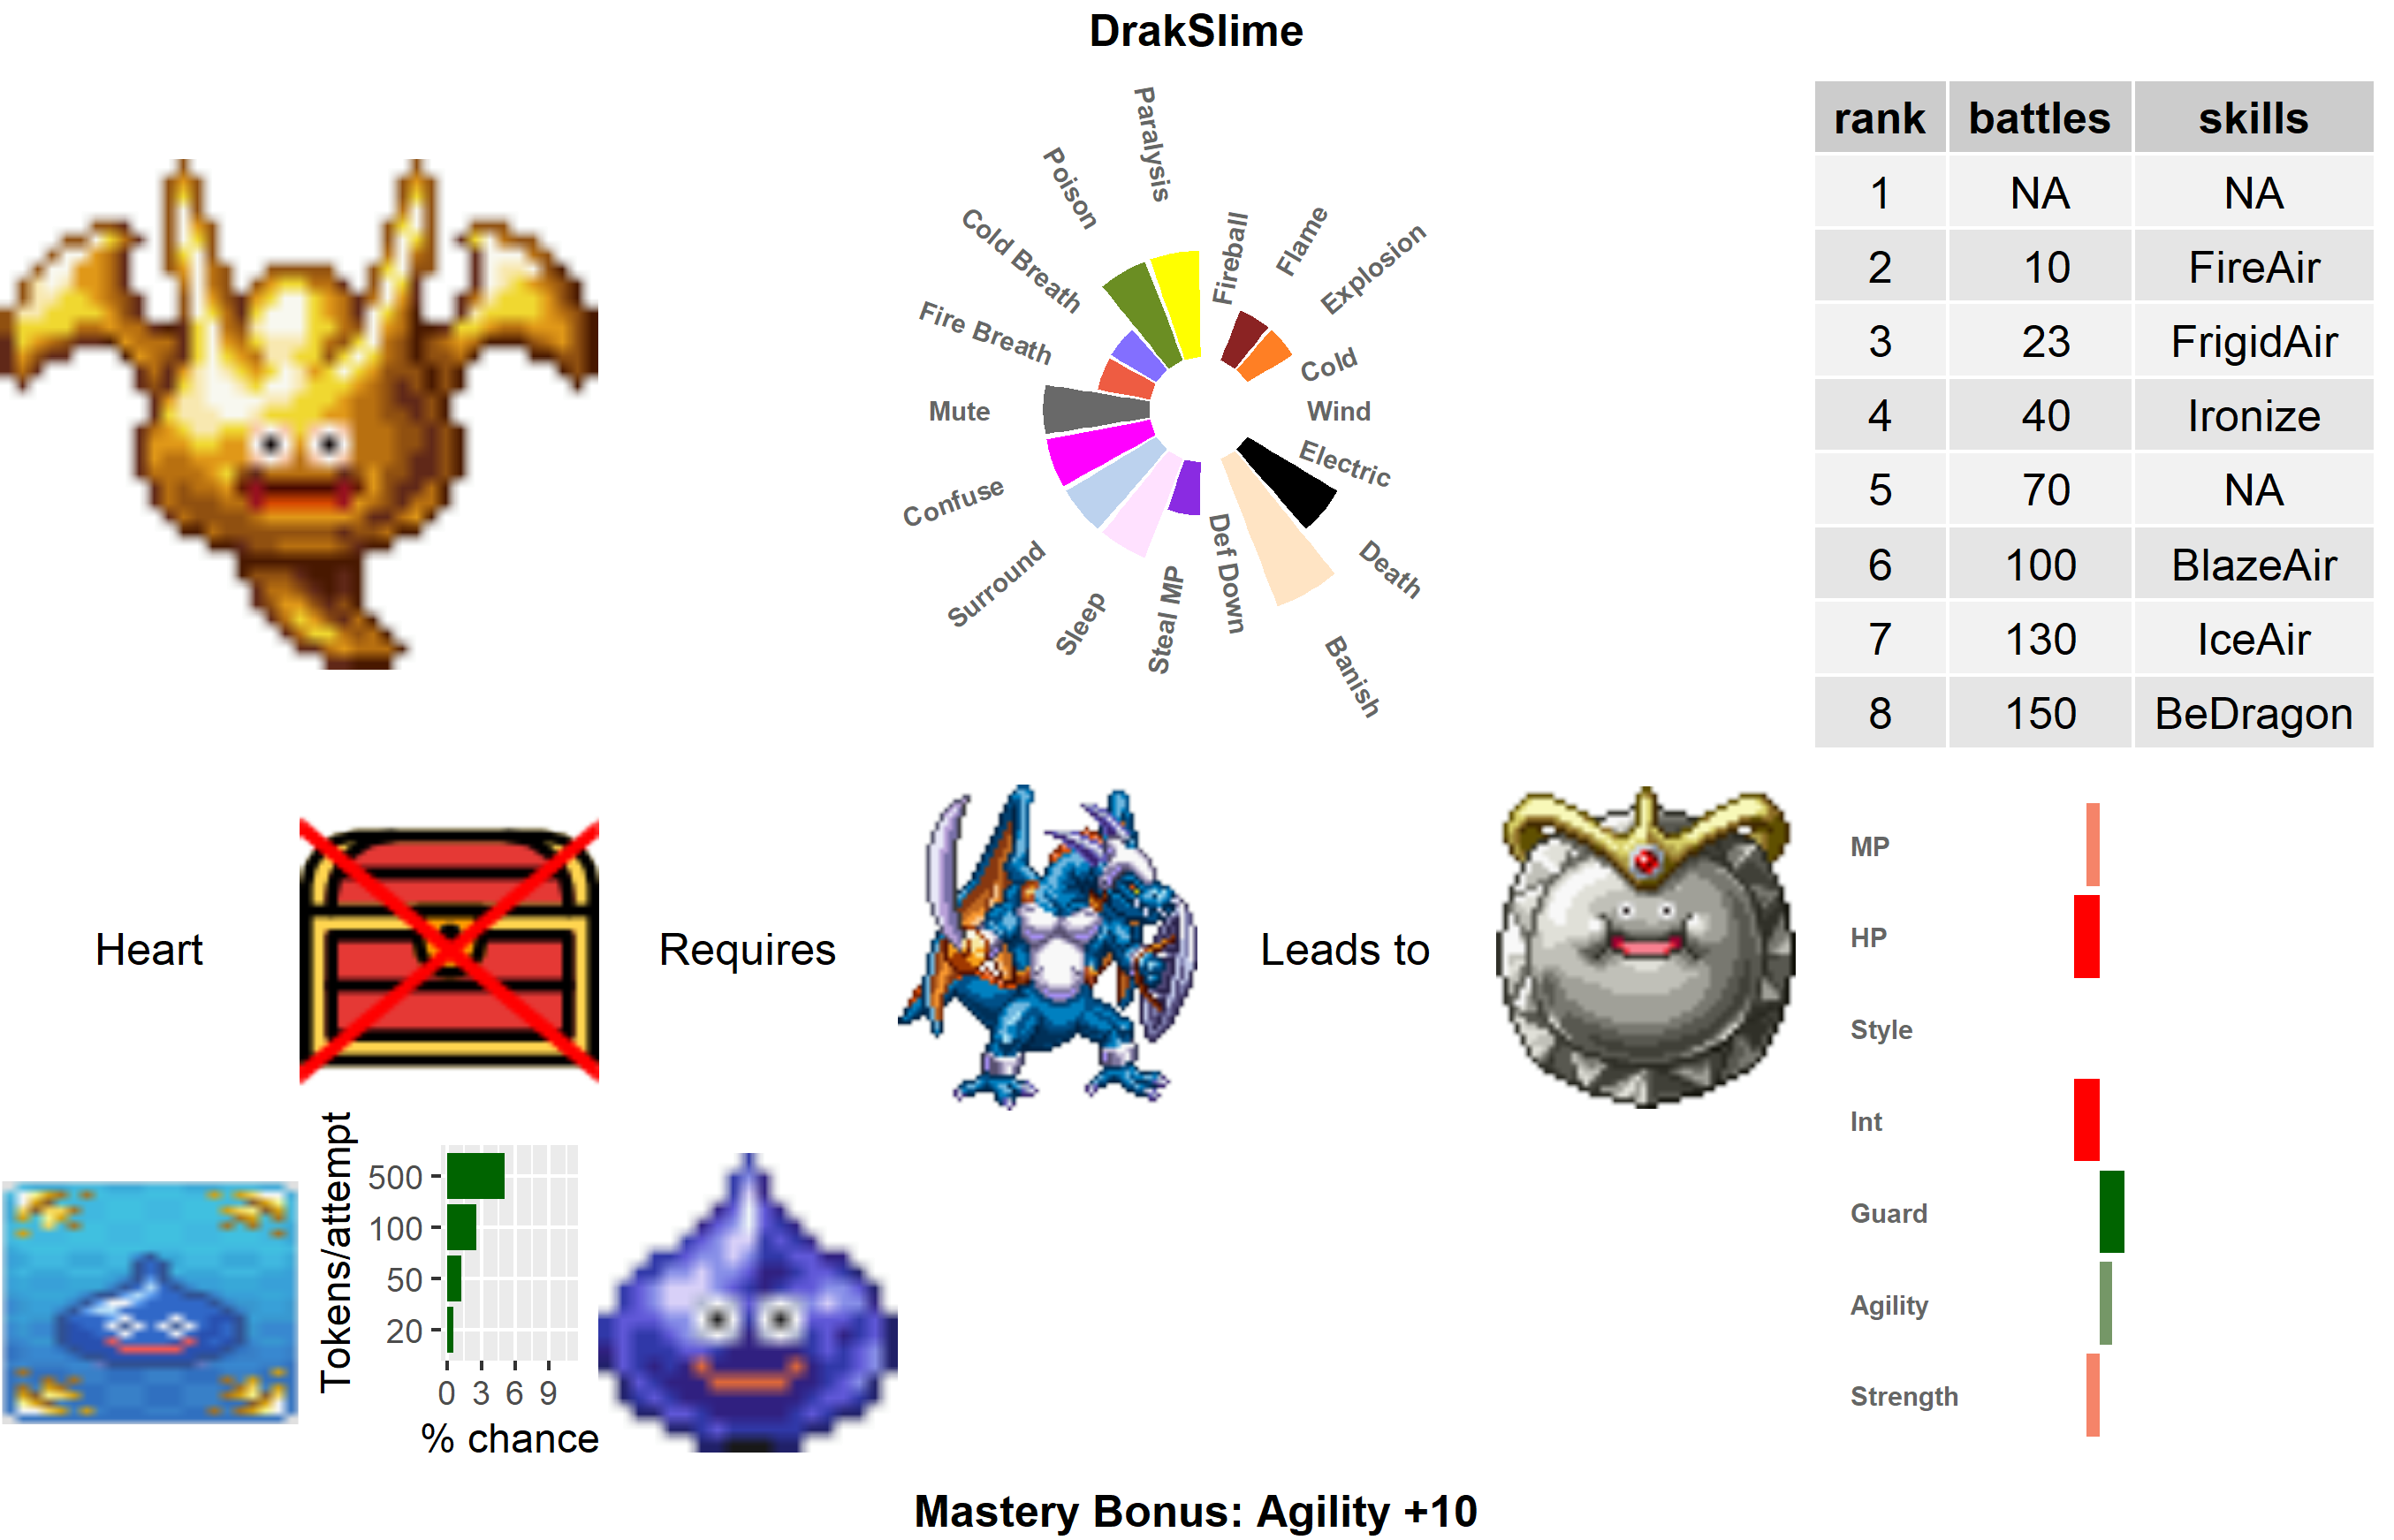 DrakSlime
Paralysis
Poison
Cold Breath
Fire Breath
Mute
Confuse
Surround
Sleep
Steal MP
Def Down
Banish
Death
Electric
Wind
Cold
Explosion
Flame
Fireball
rank battles skills
1 NA NA
2 10 FireAir
3 23 FrigidAir
4 40 Ironize
5 70 NA
6 100 BlazeAir
7 130 IceAir
8 150 BeDragon
Heart
Requires
Leads to
MP
HP
Style
Int
Guard
Agility
Strength
Tokens/attempt
500
100
50
20
0 3 6 9
% chance
Mastery Bonus: Agility +10